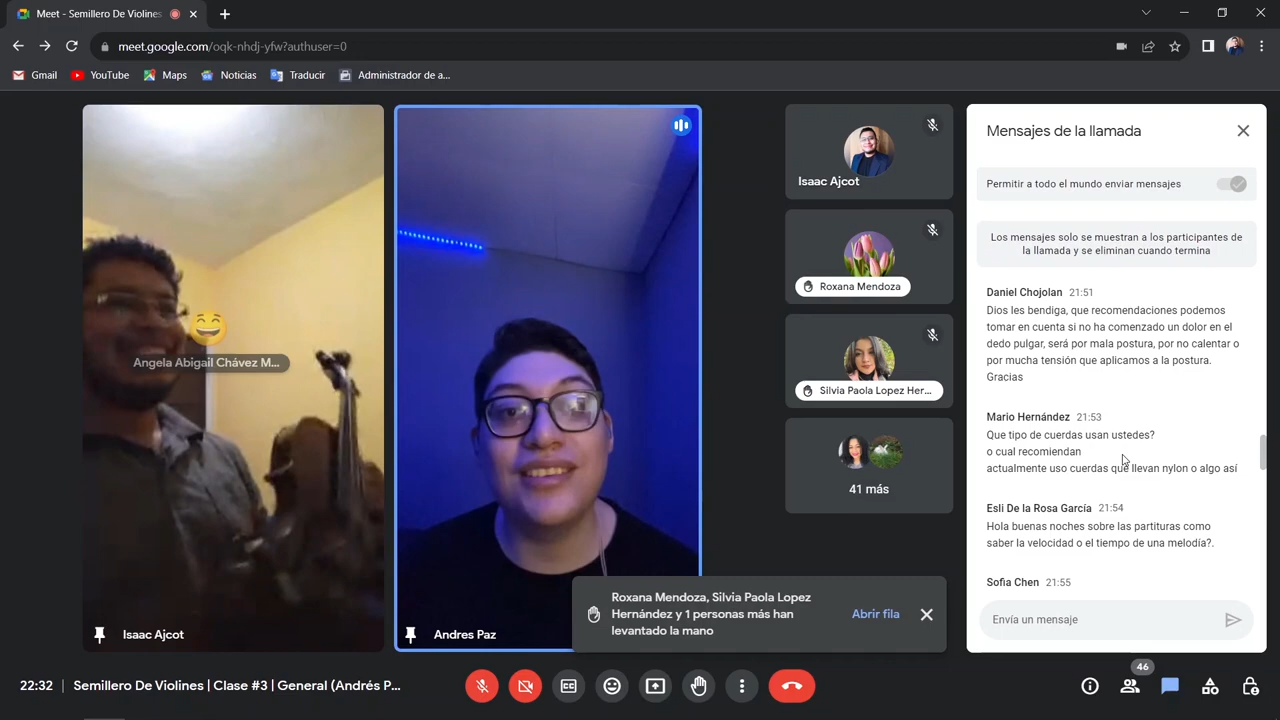 Meet - Semillero De Violines
meet.google.com/oqk-nhdj-yfw?authuser=0
Gmail
YouTube
Maps
Noticias
Traducir
Administrador de a...
Angela Abigail Chávez M...
Isaac Ajcot
Andres Paz
Isaac Ajcot
Roxana Mendoza
Silvia Paola Lopez Her...
41 más
Roxana Mendoza, Silvia Paola Lopez
Hernández y 1 personas más han
levantado la mano
Abrir fila
Mensajes de la llamada
Permitir a todo el mundo enviar mensajes
Los mensajes solo se muestran a los participantes de
la llamada y se eliminan cuando termina
Daniel Chojolan 21:51
Dios les bendiga, que recomendaciones podemos
tomar en cuenta si no ha comenzado un dolor en el
dedo pulgar, será por mala postura, por no calentar o
por mucha tensión que aplicamos a la postura.
Gracias
Mario Hernández 21:53
Que tipo de cuerdas usan ustedes?
o cual recomiendan
actualmente uso cuerdas que llevan nylon o algo así
Esli De la Rosa García 21:54
Hola buenas noches sobre las partituras como
saber la velocidad o el tiempo de una melodía?.
Sofia Chen 21:55
Envía un mensaje
22:32 | Semillero De Violines | Clase #3 | General (Andrés P...
46